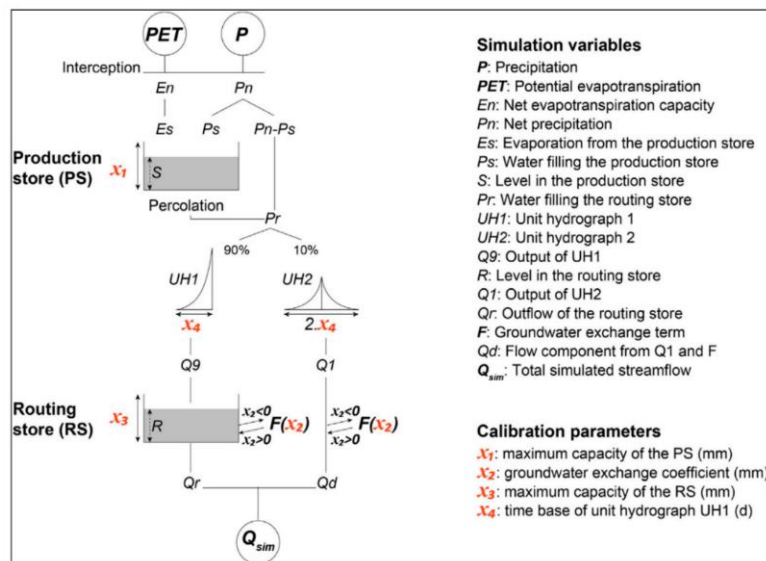 PET
P
Interception
En
Pn
Es
Ps
Pn-Ps
Production
store (PS)
x1
S
Percolation
Pr
90%
10%
UH1
UH2
x4
2.x4
Q9
Q1
Routing
store (RS)
x3
R
x2<0
x2>0
F(x2)
x2<0
x2>0
F(x2)
Qr
Qd
Qsim
Simulation variables
P: Precipitation
PET: Potential evapotranspiration
En: Net evapotranspiration capacity
Pn: Net precipitation
Es: Evaporation from the production store
Ps: Water filling the production store
S: Level in the production store
Pr: Water filling the routing store
UH1: Unit hydrograph 1
UH2: Unit hydrograph 2
Q9: Output of UH1
R: Level in the routing store
Q1: Output of UH2
Qr: Outflow of the routing store
F: Groundwater exchange term
Qd: Flow component from Q1 and F
Qsim: Total simulated streamflow
Calibration parameters
x1: maximum capacity of the PS (mm)
x2: groundwater exchange coefficient (mm)
x3: maximum capacity of the RS (mm)
x4: time base of unit hydrograph UH1 (d)